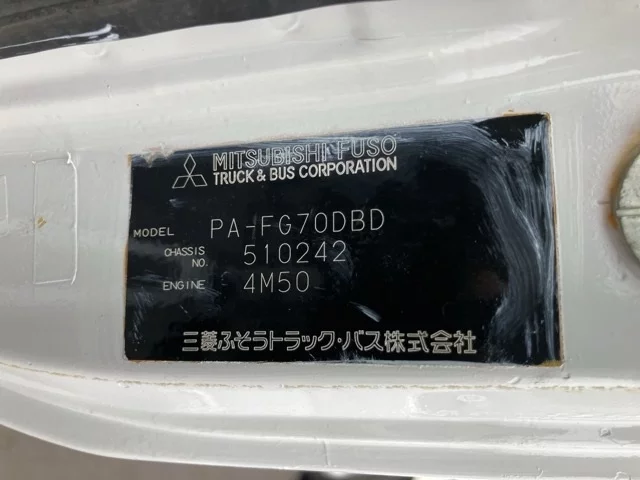 MITSUBISHI FUSO
TRUCK & BUS CORPORATION
MODEL PA-FG70DBD
CHASSIS NO. 510242
ENGINE 4M50
三菱ふそうトラック・バス株式会社